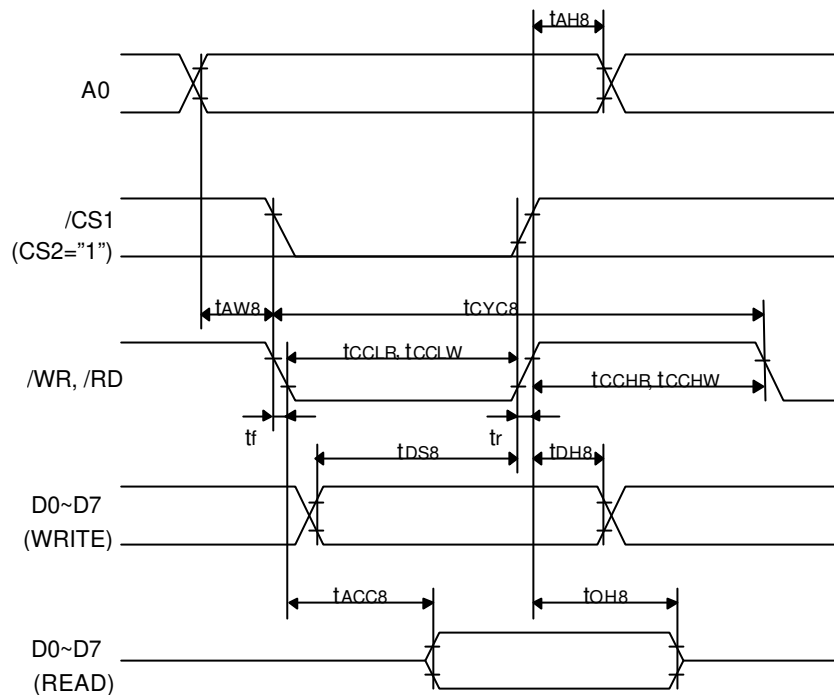 tAH8
A0
/CS1
(CS2="1")
tAW8
tCYC8
tCCLR, tCCLW
/WR, /RD
tCCHR, tCCHW
tf
tr
tDS8
tDH8
D0~D7
(WRITE)
tACC8
tOH8
D0~D7
(READ)